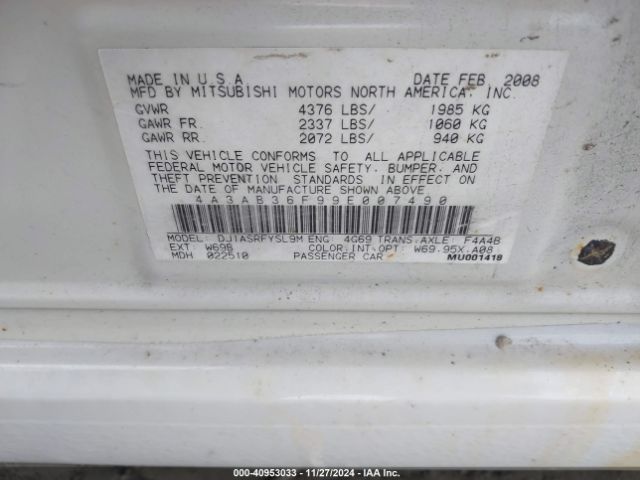 MADE IN U.S.A. DATE FEB. 2008
MFD BY MITSUBISHI MOTORS NORTH AMERICA, INC.
GVWR 4376 LBS/ 1985 KG
GAWR FR. 2337 LBS/ 1060 KG
GAWR RR. 2072 LBS/ 940 KG
THIS VEHICLE CONFORMS TO ALL APPLICABLE
FEDERAL MOTOR VEHICLE SAFETY, BUMPER, AND
THEFT PREVENTION STANDARDS IN EFFECT ON
THE DATE OF MANUFACTURE SHOWN ABOVE
4A3AB36F99E007490
MODEL: DJ1ASRFYSL9M ENG: 4G69 TRANS.AXLE: F4A4B
EXT: W69B COLOR.INT.OPT: W69.95X.A08
MDH 022510 PASSENGER CAR MU001418
000-40953033 - 11/27/2024 - IAA Inc.